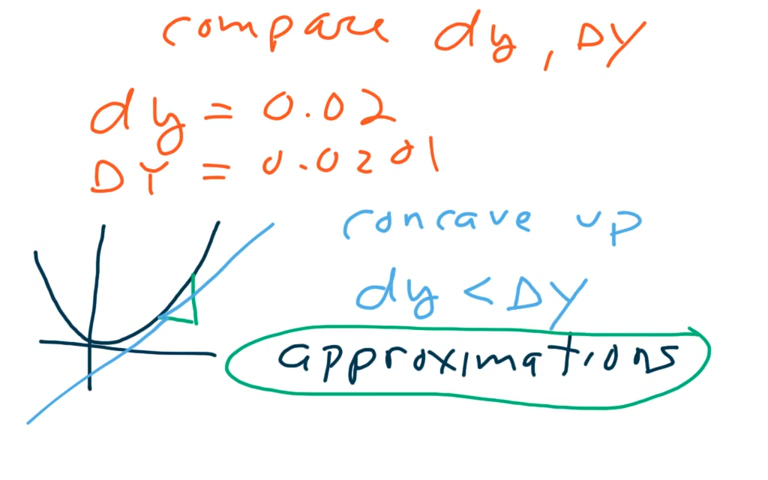 compare dy, DY
dy = 0.02
DY = 0.0201
concave up
dy < DY
approximations